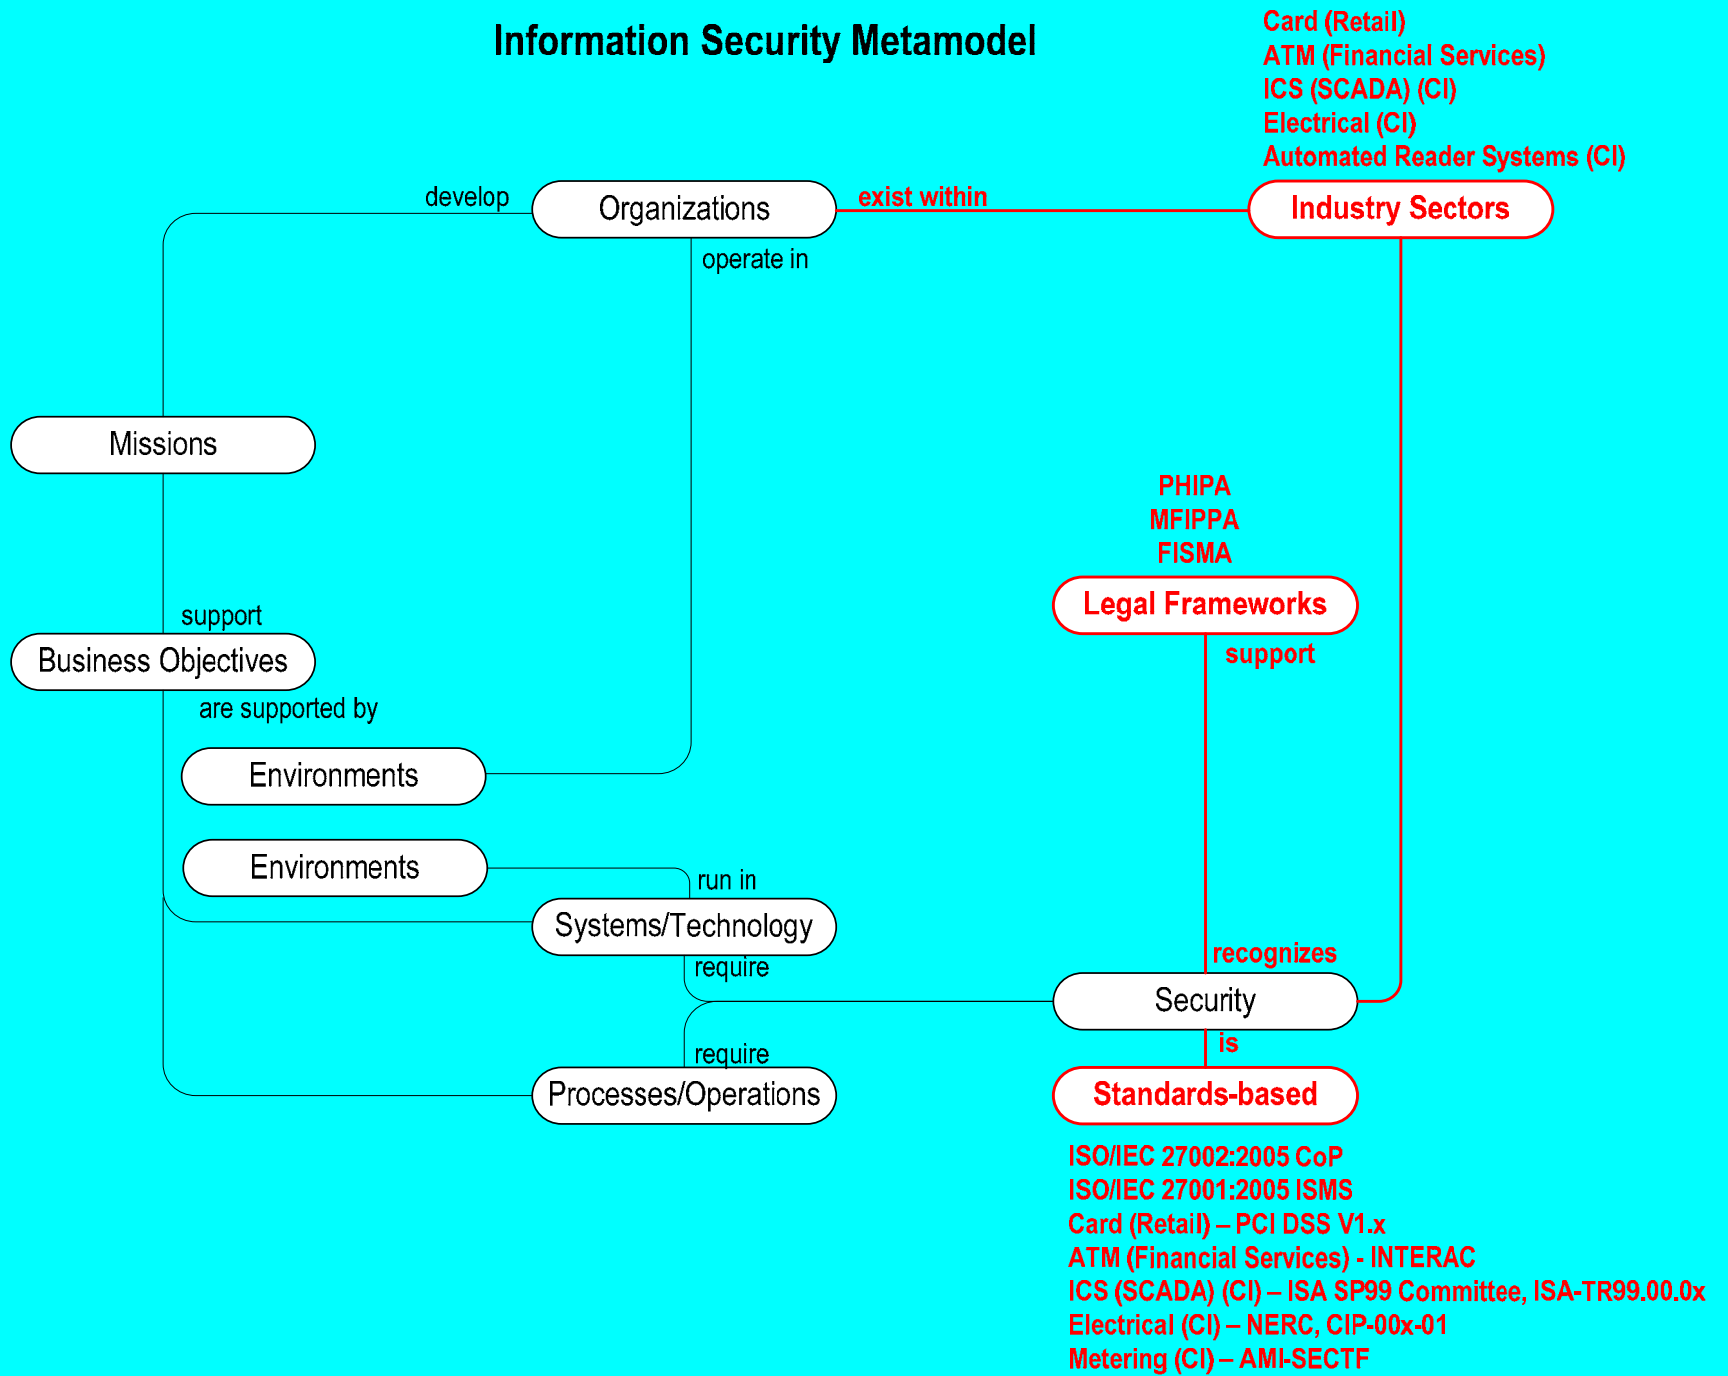 Information Security Metamodel
Card (Retail)
ATM (Financial Services)
ICS (SCADA) (CI)
Electrical (CI)
Automated Reader Systems (CI)
develop
Organizations
exist within
Industry Sectors
operate in
Missions
PHIPA
MFIPPA
FISMA
Legal Frameworks
support
support
Business Objectives
are supported by
Environments
Environments
run in
Systems/Technology
require
recognizes
Security
is
require
Processes/Operations
Standards-based
ISO/IEC 27002:2005 CoP
ISO/IEC 27001:2005 ISMS
Card (Retail) – PCI DSS V1.x
ATM (Financial Services) - INTERAC
ICS (SCADA) (CI) – ISA SP99 Committee, ISA-TR99.00.0x
Electrical (CI) – NERC, CIP-00x-01
Metering (CI) – AMI-SECTF